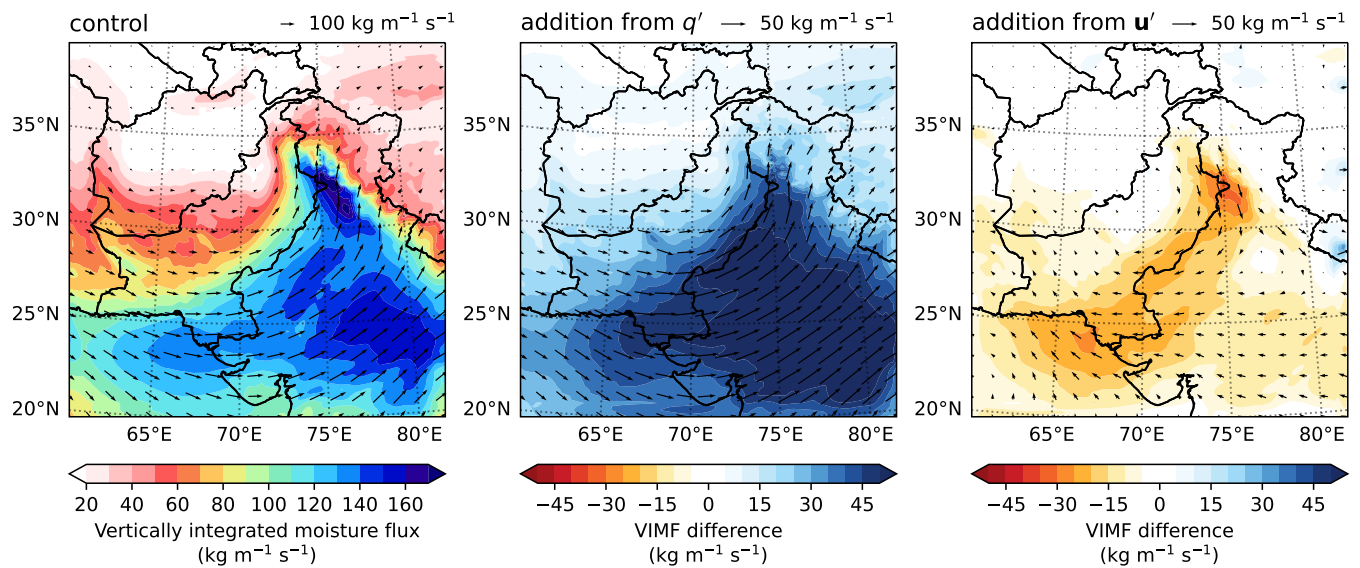 control → 100 kg m⁻¹ s⁻¹
addition from q′ → 50 kg m⁻¹ s⁻¹
addition from u′ → 50 kg m⁻¹ s⁻¹
35°N
30°N
25°N
20°N
65°E 70°E 75°E 80°E
35°N
30°N
25°N
20°N
65°E 70°E 75°E 80°E
35°N
30°N
25°N
20°N
65°E 70°E 75°E 80°E
20 40 60 80 100 120 140 160
Vertically integrated moisture flux
(kg m⁻¹ s⁻¹)
−45 −30 −15 0 15 30 45
VIMF difference
(kg m⁻¹ s⁻¹)
−45 −30 −15 0 15 30 45
VIMF difference
(kg m⁻¹ s⁻¹)